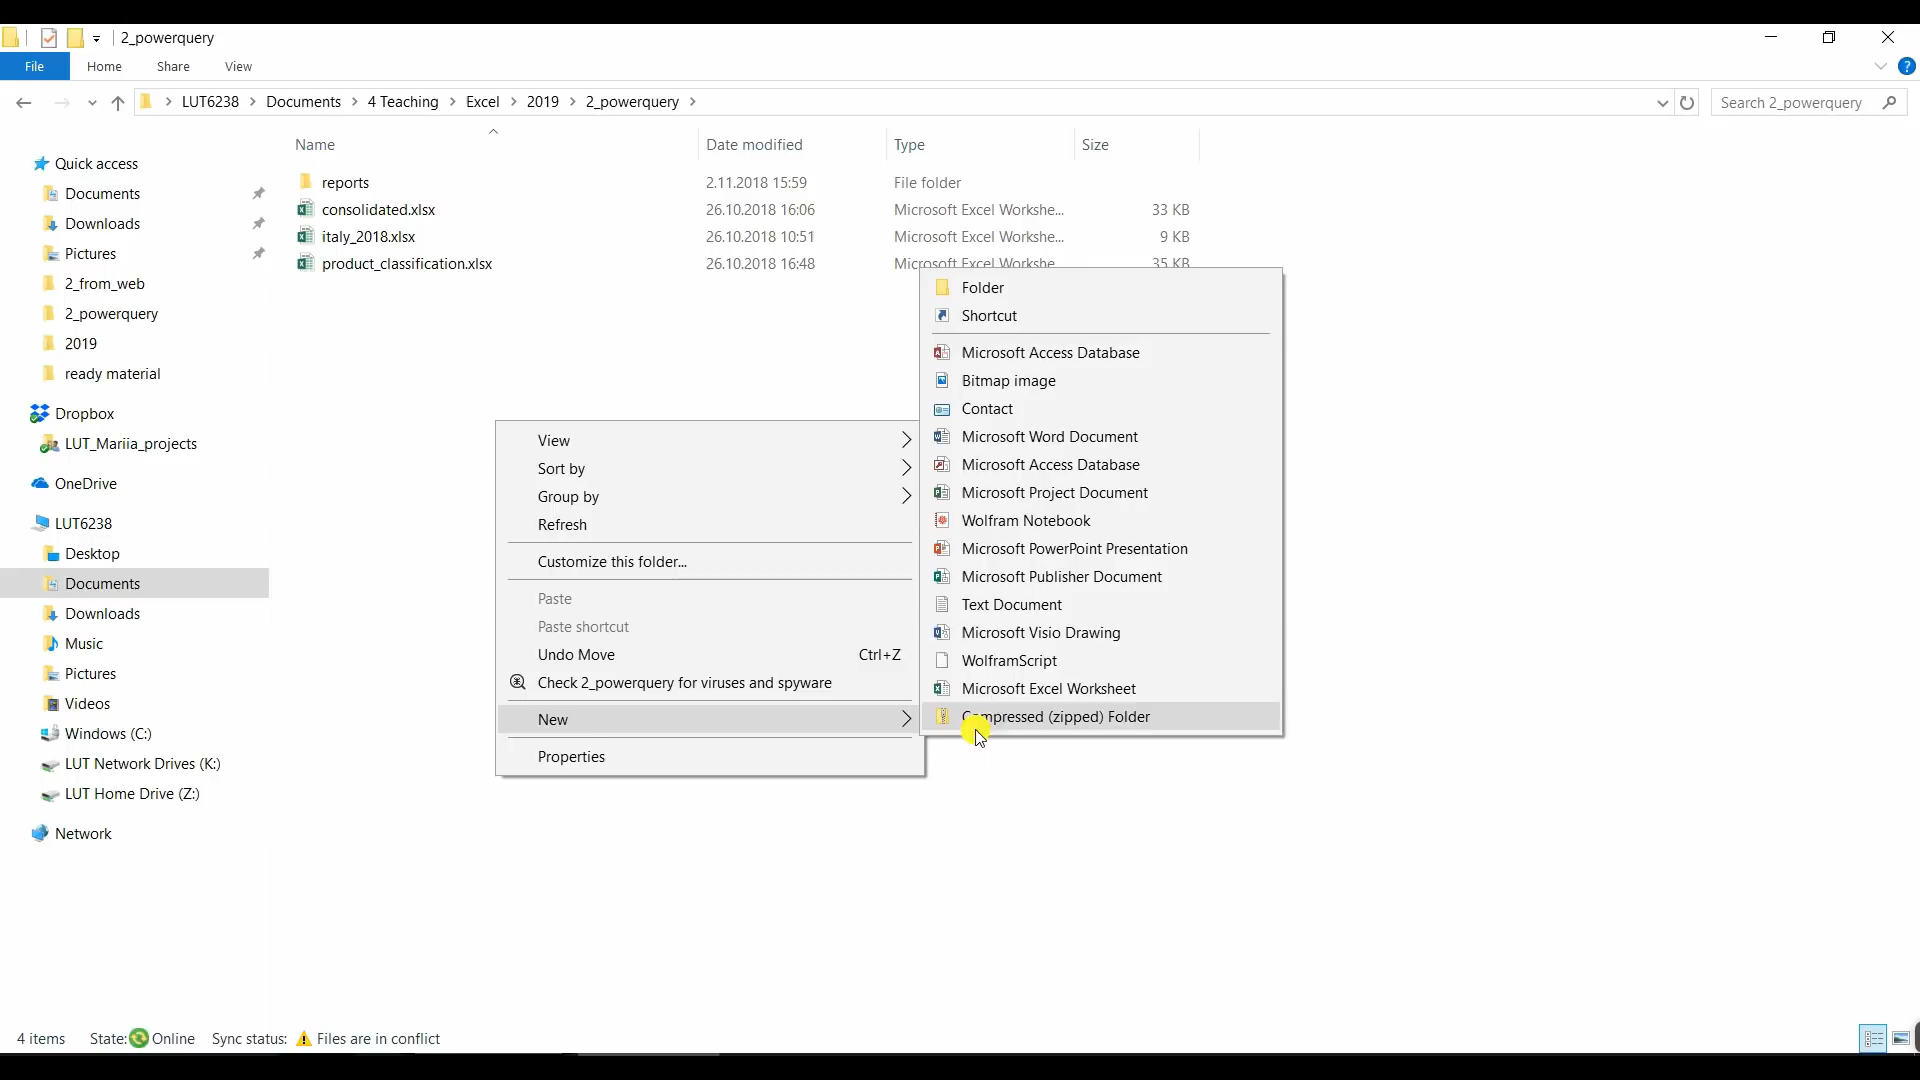 2_powerquery
File Home Share View
LUT6238 Documents 4 Teaching Excel 2019 2_powerquery
Search 2_powerquery
Name Date modified Type Size
reports 2.11.2018 15:59 File folder
consolidated.xlsx 26.10.2018 16:06 Microsoft Excel Workshe... 33 KB
italy_2018.xlsx 26.10.2018 10:51 Microsoft Excel Workshe... 9 KB
product_classification.xlsx 26.10.2018 16:48 Microsoft Excel Workshe 35 KB
Quick access
Documents
Downloads
Pictures
2_from_web
2_powerquery
2019
ready material
Dropbox
LUT_Mariia_projects
OneDrive
LUT6238
Desktop
Documents
Downloads
Music
Pictures
Videos
Windows (C:)
LUT Network Drives (K:)
LUT Home Drive (Z:)
Network
View
Sort by
Group by
Refresh
Customize this folder...
Paste
Paste shortcut
Undo Move Ctrl+Z
Check 2_powerquery for viruses and spyware
New
Properties
Folder
Shortcut
Microsoft Access Database
Bitmap image
Contact
Microsoft Word Document
Microsoft Access Database
Microsoft Project Document
Wolfram Notebook
Microsoft PowerPoint Presentation
Microsoft Publisher Document
Text Document
Microsoft Visio Drawing
WolframScript
Microsoft Excel Worksheet
Compressed (zipped) Folder
4 items State: Online Sync status: Files are in conflict